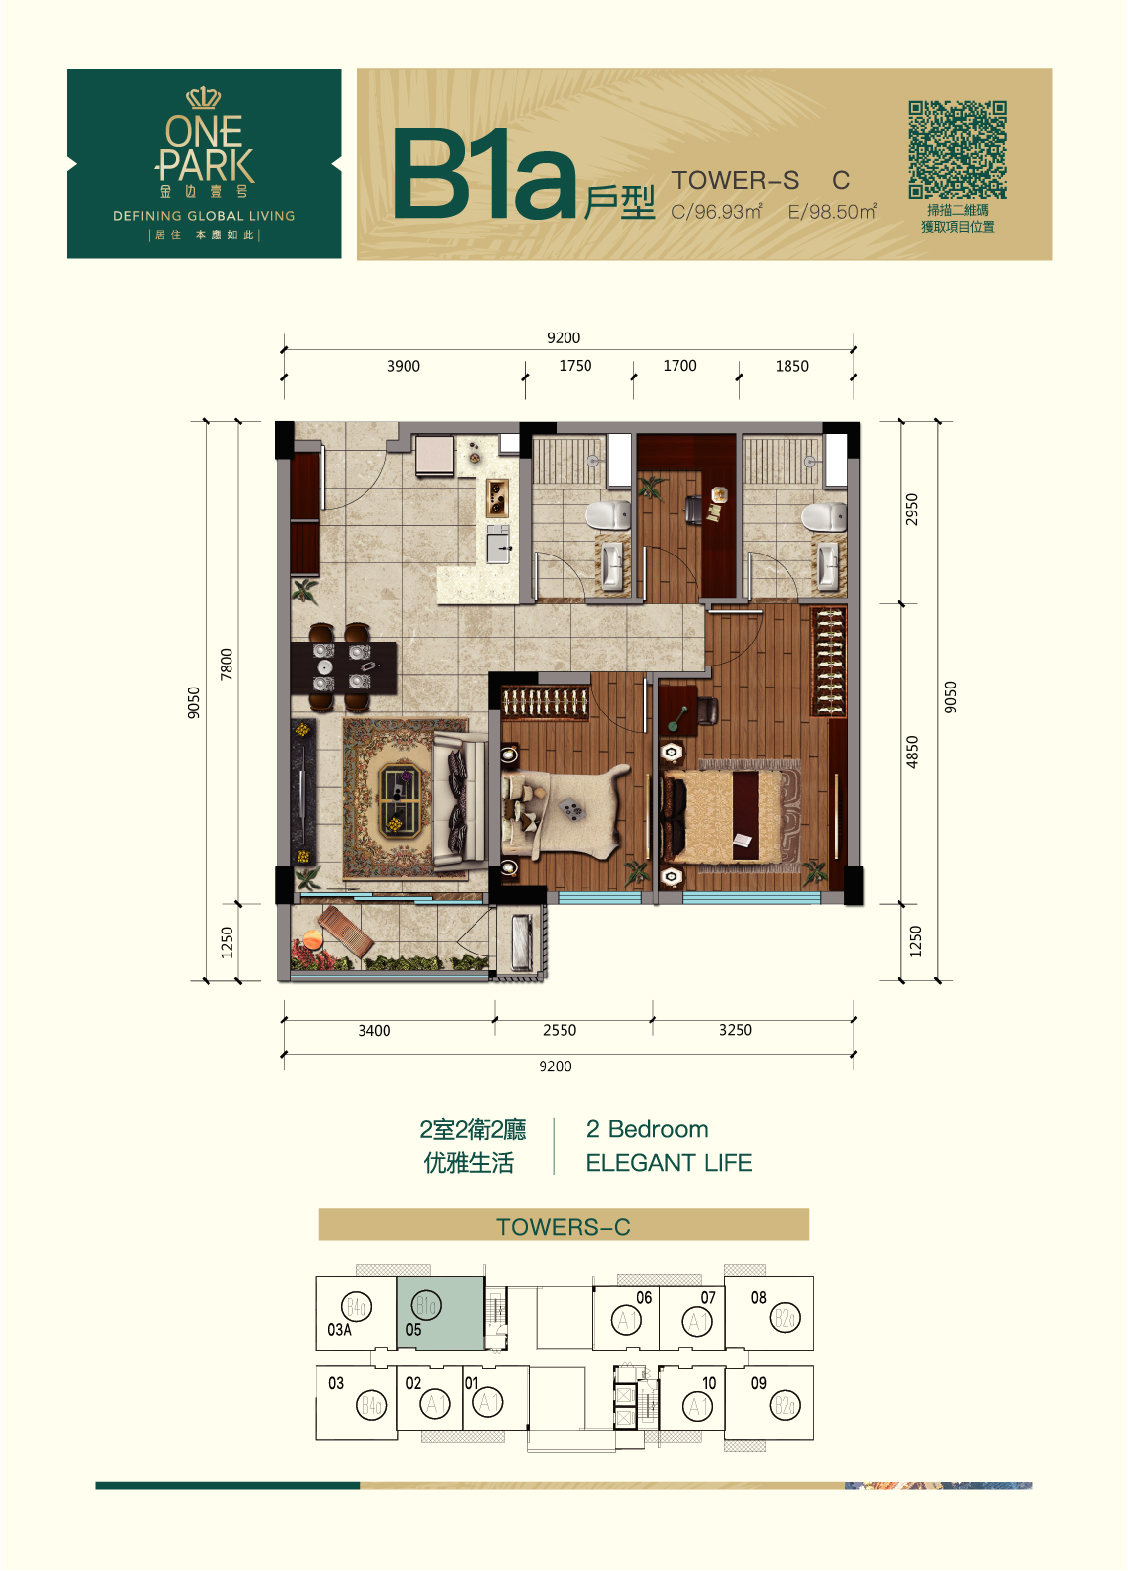 ONE
PARK
金边壹号
DEFINING GLOBAL LIVING
|居住 本應如此|
B1a戶型
TOWER-S C
C/96.93㎡ E/98.50㎡
掃描二維碼
獲取項目位置
9200
3900 1750 1700 1850
9050
7800
1250
2950
4850
1250
9050
3400 2550 3250
9200
2室2衛2廳
优雅生活
2 Bedroom
ELEGANT LIFE
TOWERS-C
B4a
03A
B1a
05
06
A1
07
A1
08
B2a
03
B4a
02
A1
01
A1
10
A1
09
B2a